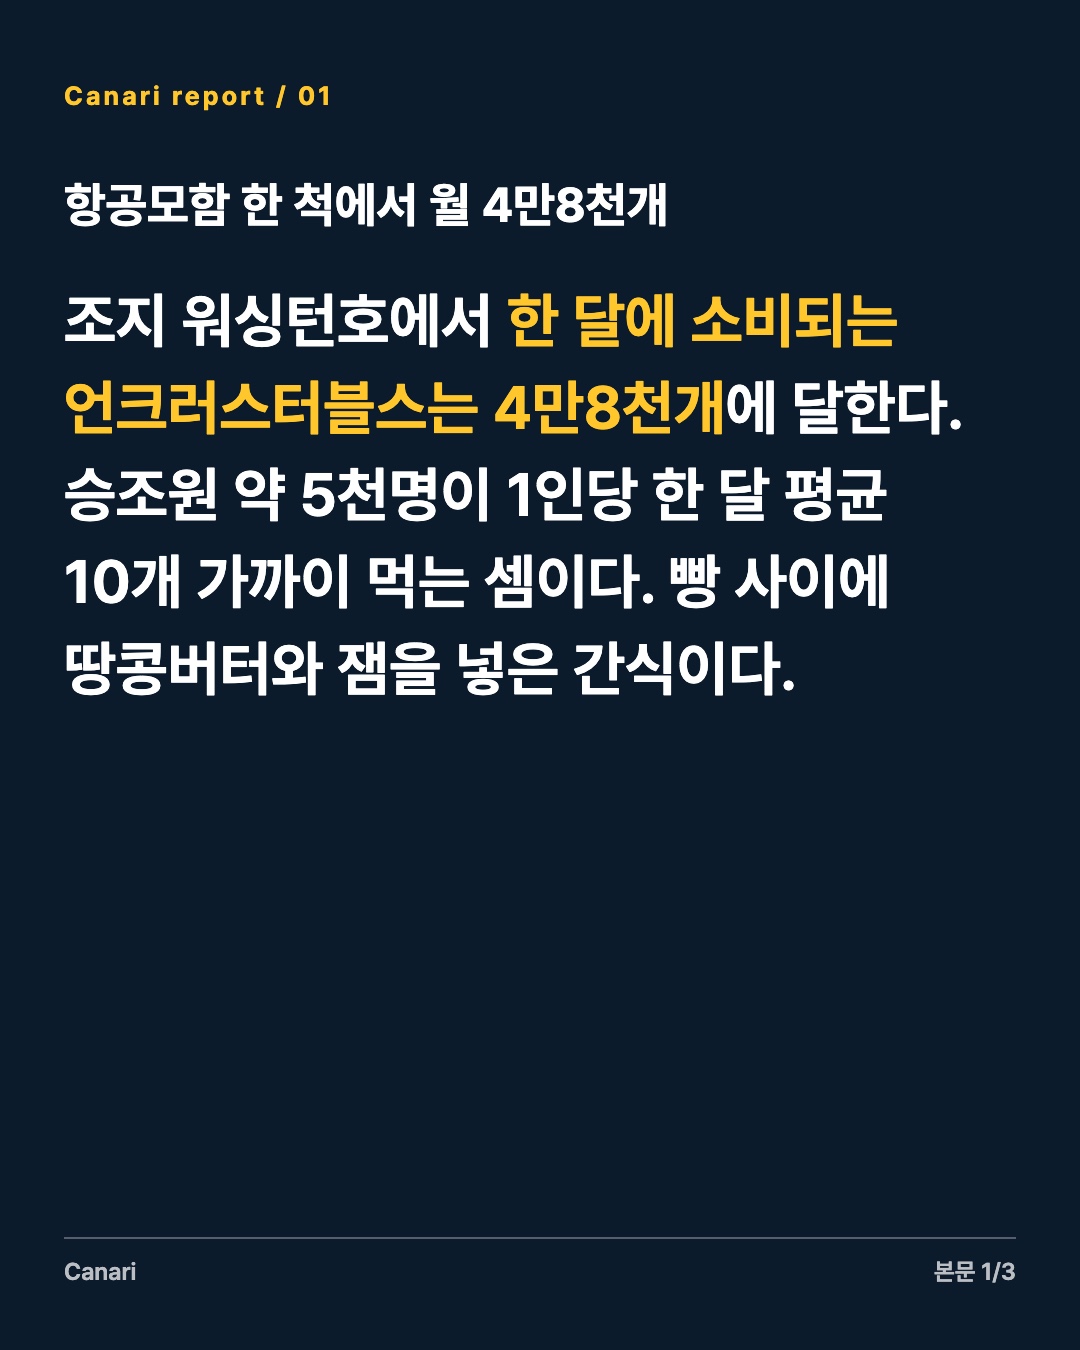 Canari report / 01
항공모함 한 척에서 월 4만8천개
조지 워싱턴호에서 한 달에 소비되는
언크러스터블스는 4만8천개에 달한다.
승조원 약 5천명이 1인당 한 달 평균
10개 가까이 먹는 셈이다. 빵 사이에
땅콩버터와 잼을 넣은 간식이다.
Canari
본문 1/3